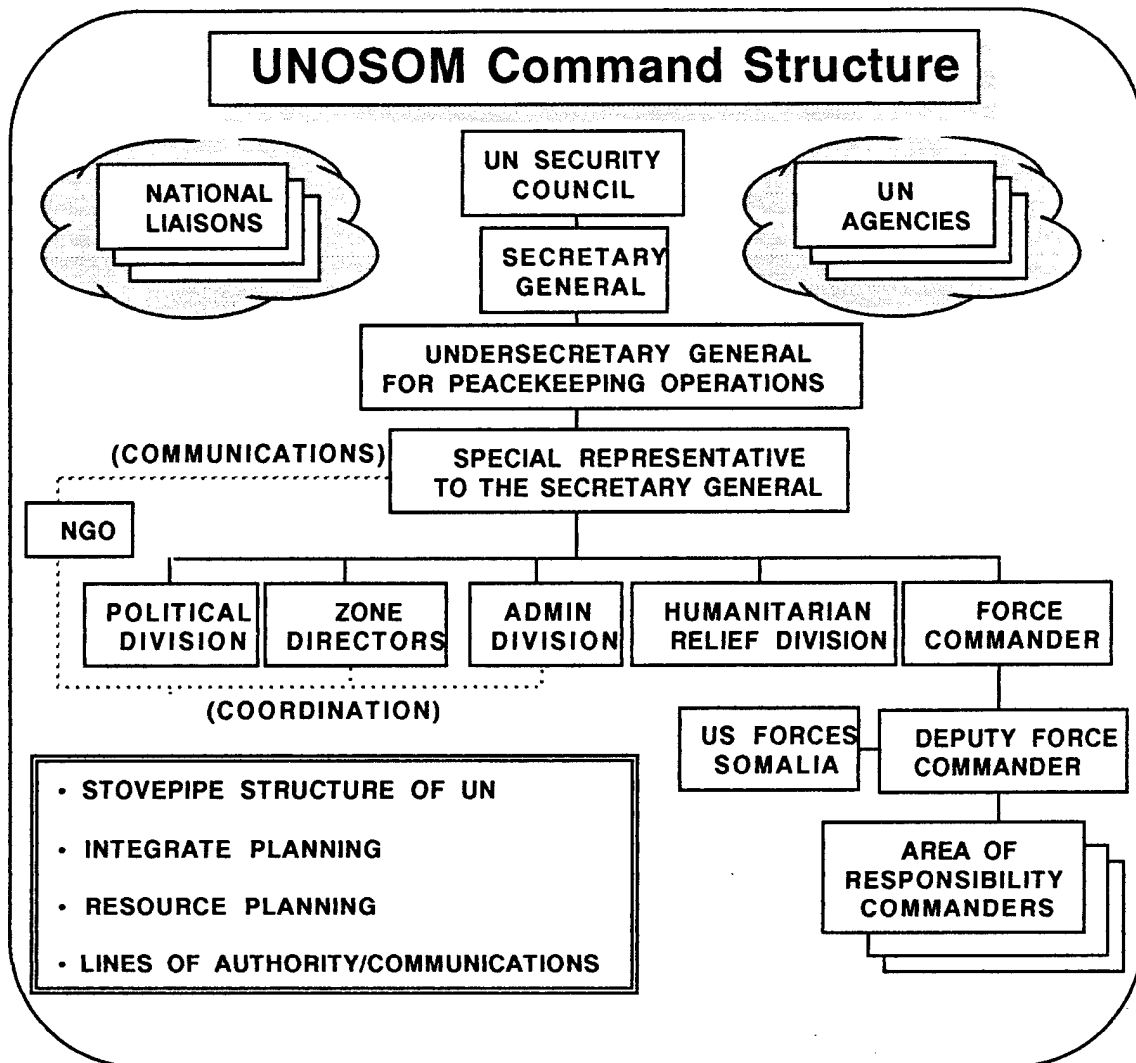 UNOSOM Command Structure
NATIONAL
LIAISONS
UN SECURITY
COUNCIL
UN
AGENCIES
SECRETARY
GENERAL
UNDERSECRETARY GENERAL
FOR PEACEKEEPING OPERATIONS
(COMMUNICATIONS)
SPECIAL REPRESENTATIVE
TO THE SECRETARY GENERAL
NGO
POLITICAL
DIVISION
ZONE
DIRECTORS
ADMIN
DIVISION
HUMANITARIAN
RELIEF DIVISION
FORCE
COMMANDER
(COORDINATION)
US FORCES
SOMALIA
DEPUTY FORCE
COMMANDER
• STOVEPIPE STRUCTURE OF UN
• INTEGRATE PLANNING
• RESOURCE PLANNING
• LINES OF AUTHORITY/COMMUNICATIONS
AREA OF
RESPONSIBILITY
COMMANDERS